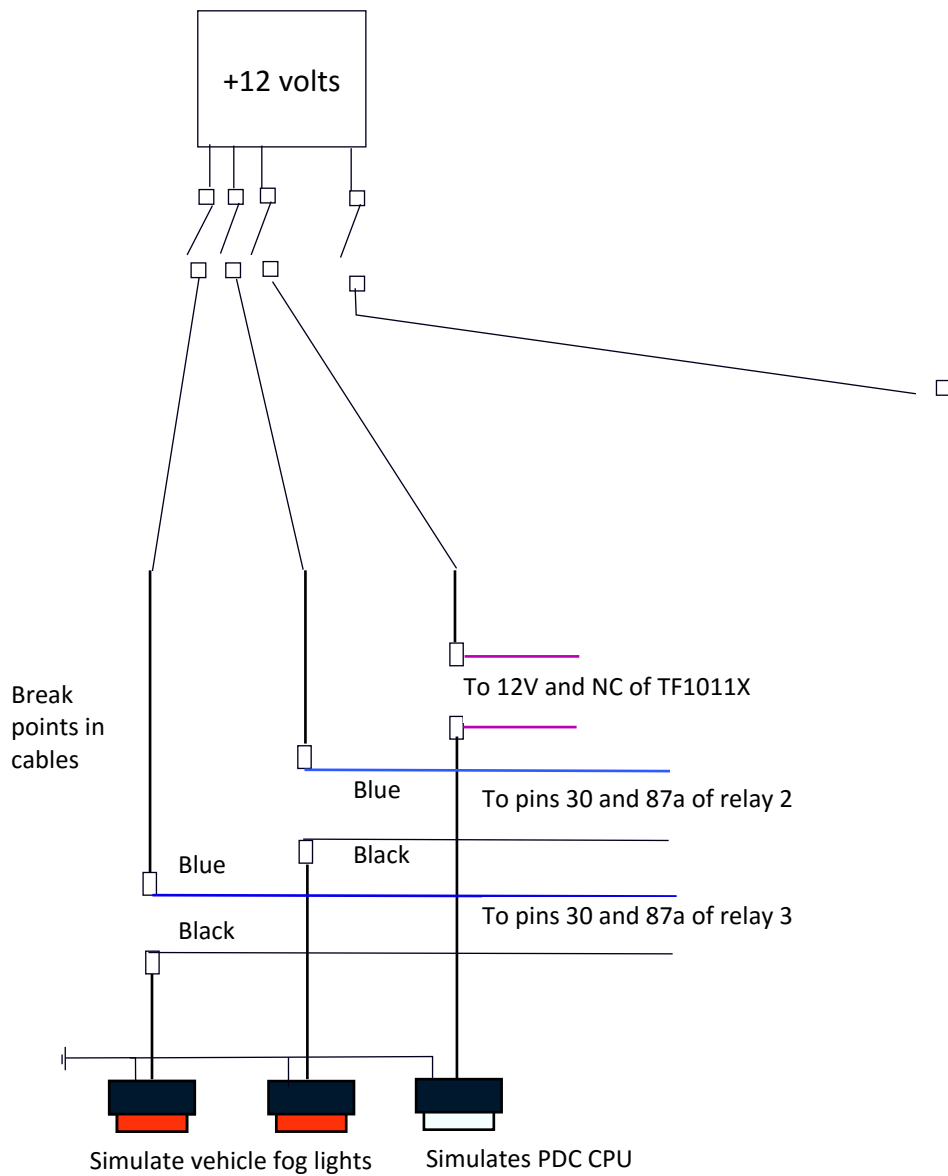 +12 volts
To 12V and NC of TF1011X
Break
points in
cables
Blue
To pins 30 and 87a of relay 2
Black
Blue
To pins 30 and 87a of relay 3
Black
Simulate vehicle fog lights
Simulates PDC CPU